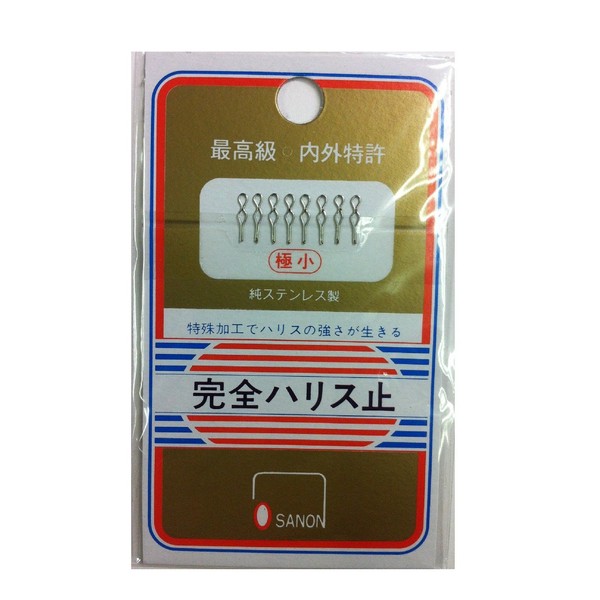 最高級○内外特許
極小
純ステンレス製
特殊加工でハリスの強さが生きる
完全ハリス止
SANON